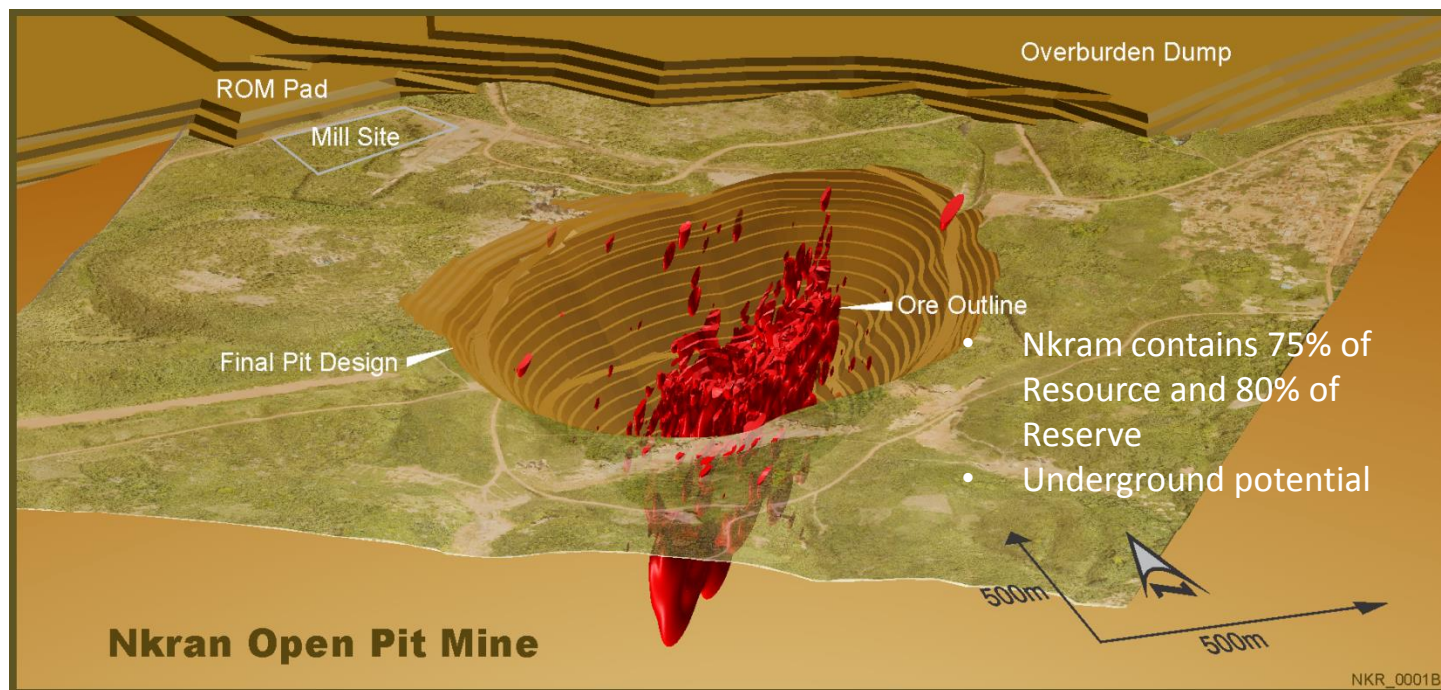 Overburden Dump
ROM Pad
Mill Site
Ore Outline
Final Pit Design
• Nkram contains 75% of
Resource and 80% of
Reserve
• Underground potential
N
500m
500m
Nkran Open Pit Mine
NKR_0001B